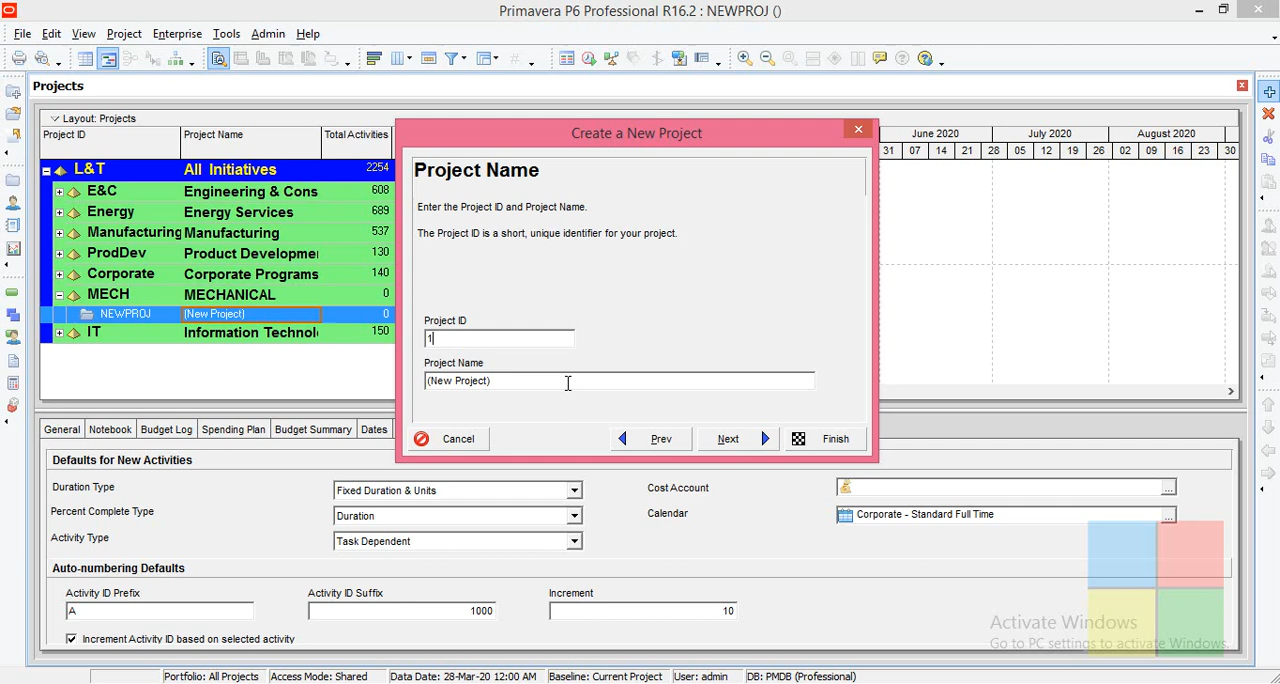 Primavera P6 Professional R16.2 : NEWPROJ ()
File Edit View Project Enterprise Tools Admin Help
Projects
Layout: Projects
Project ID Project Name Total Activities
June 2020 July 2020 August 2020
31 07 14 21 28 05 12 19 26 02 09 16 23 30
L&T All Initiatives 2254
E&C Engineering & Cons 608
Energy Energy Services 689
Manufacturing Manufacturing 537
ProdDev Product Developme 130
Corporate Corporate Programs 140
MECH MECHANICAL 0
NEWPROJ (New Project) 0
IT Information Technol 150
Create a New Project
Project Name
Enter the Project ID and Project Name.
The Project ID is a short, unique identifier for your project.
Project ID
1
Project Name
(New Project)
Cancel Prev Next Finish
General Notebook Budget Log Spending Plan Budget Summary Dates
Defaults for New Activities
Duration Type Fixed Duration & Units Cost Account
Percent Complete Type Duration Calendar Corporate - Standard Full Time
Activity Type Task Dependent
Auto-numbering Defaults
Activity ID Prefix Activity ID Suffix Increment
A 1000 10
Increment Activity ID based on selected activity
Activate Windows
Go to PC settings to activate Windows.
Portfolio: All Projects Access Mode: Shared Data Date: 28-Mar-20 12:00 AM Baseline: Current Project User: admin DB: PMDB (Professional)